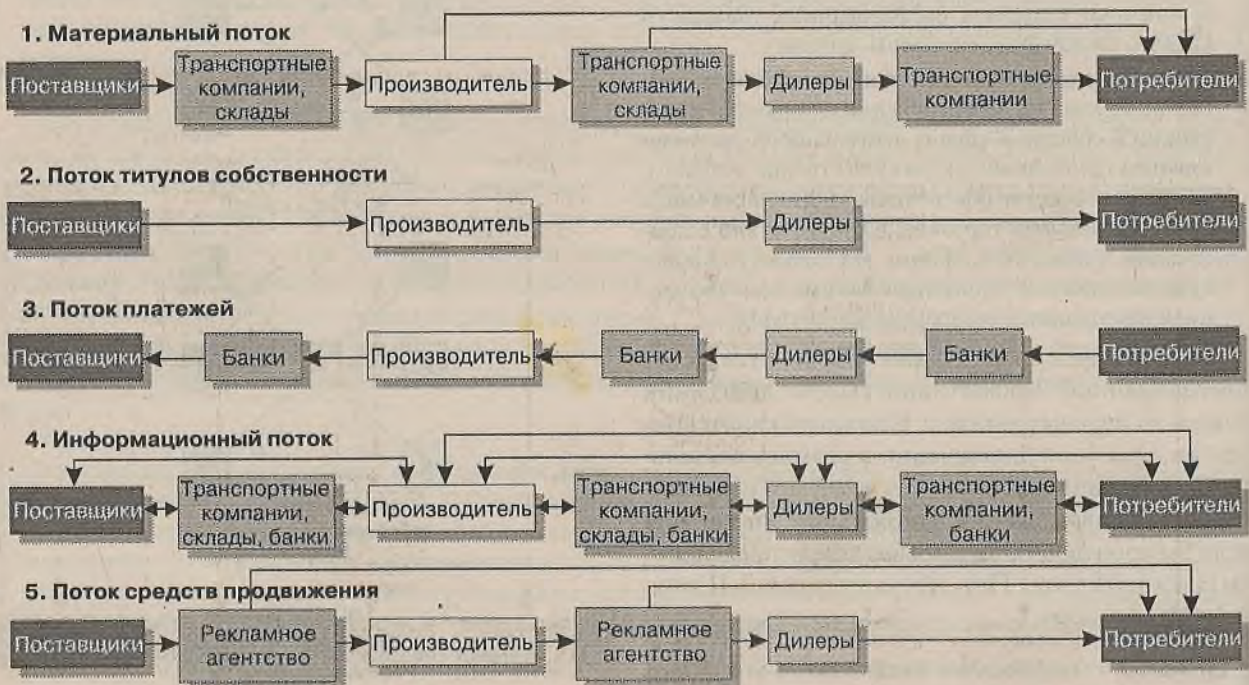 1. Материальный поток
Поставщики
Транспортные
компании,
склады
Производитель
Транспортные
компании,
склады
Дилеры
Транспортные
компании
Потребители
2. Поток титулов собственности
Поставщики
Производитель
Дилеры
Потребители
3. Поток платежей
Поставщики
Банки
Производитель
Банки
Дилеры
Банки
Потребители
4. Информационный поток
Поставщики
Транспортные
компании,
склады, банки
Производитель
Транспортные
компании,
склады, банки
Дилеры
Транспортные
компании,
банки
Потребители
5. Поток средств продвижения
Поставщики
Рекламное
агентство
Производитель
Рекламное
агентство
Дилеры
Потребители